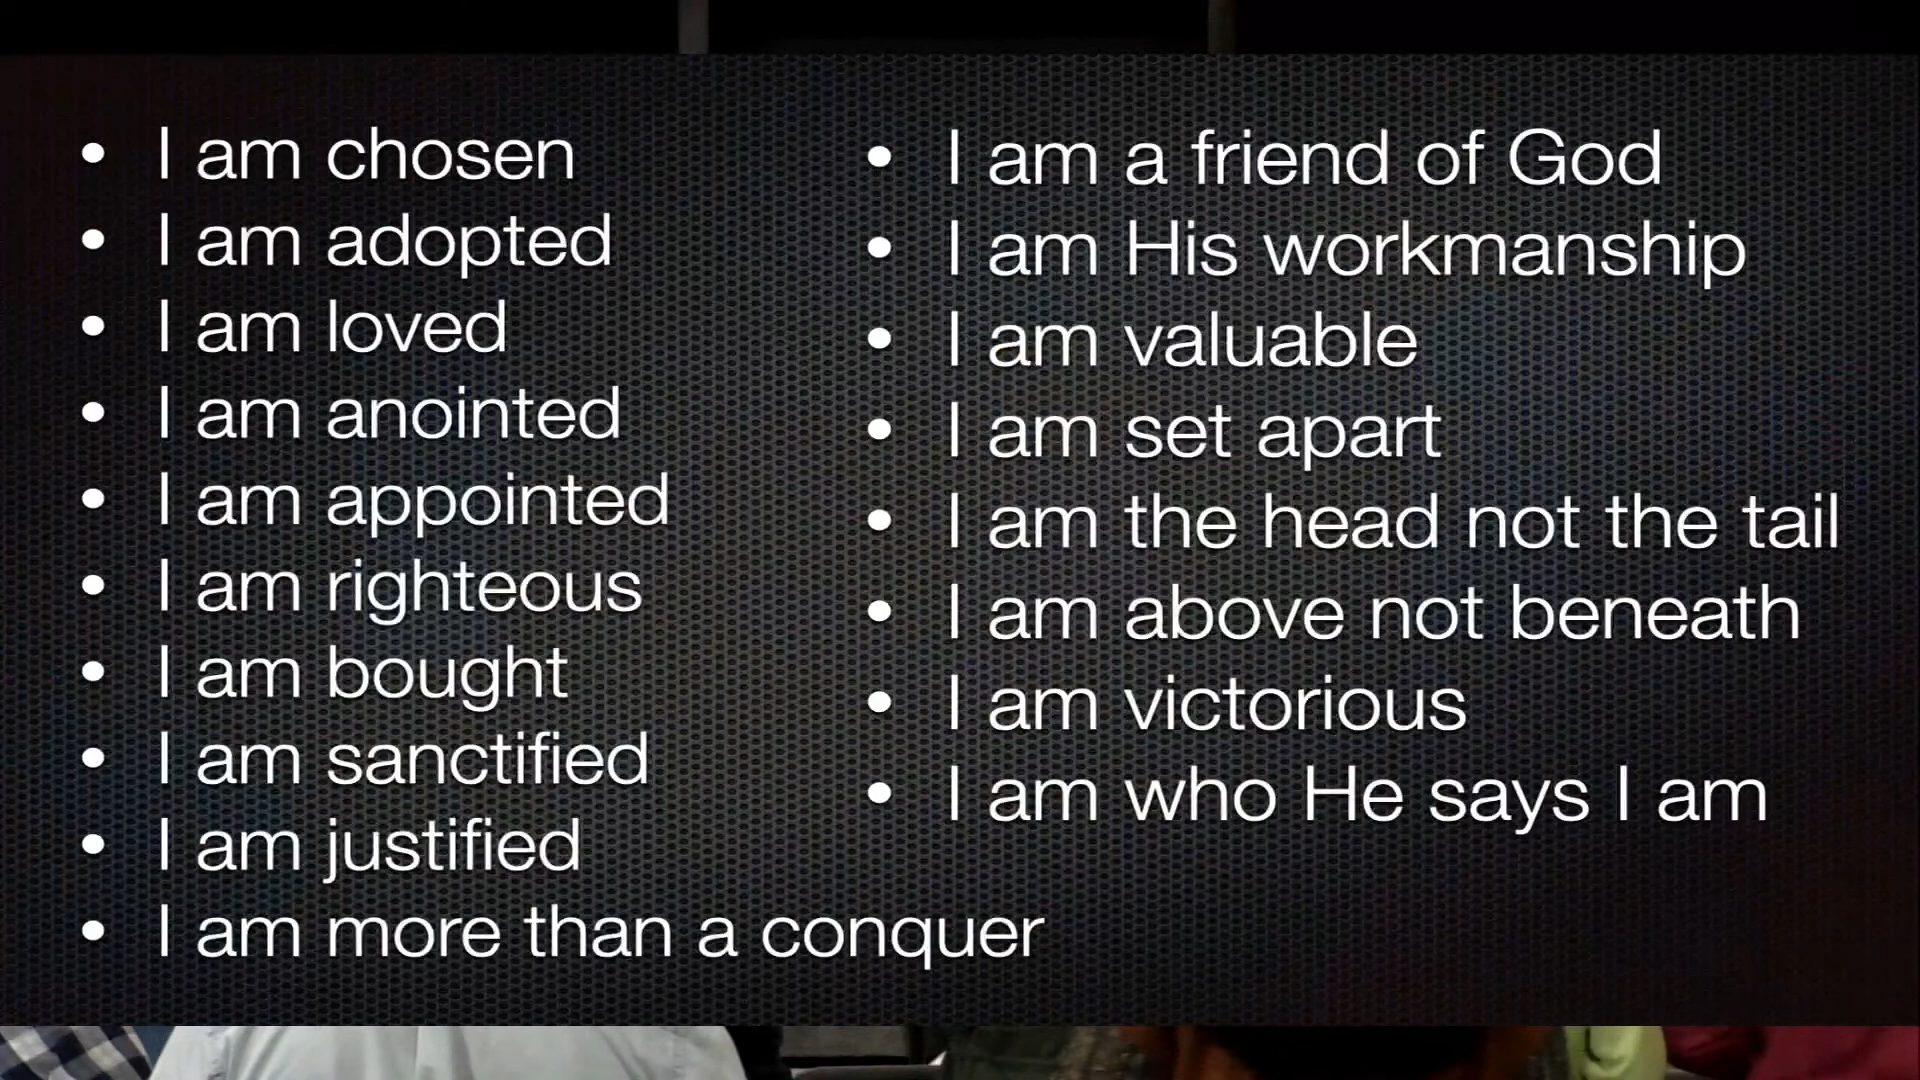 • I am chosen
• I am adopted
• I am loved
• I am anointed
• I am appointed
• I am righteous
• I am bought
• I am sanctified
• I am justified
• I am more than a conquer
• I am a friend of God
• I am His workmanship
• I am valuable
• I am set apart
• I am the head not the tail
• I am above not beneath
• I am victorious
• I am who He says I am